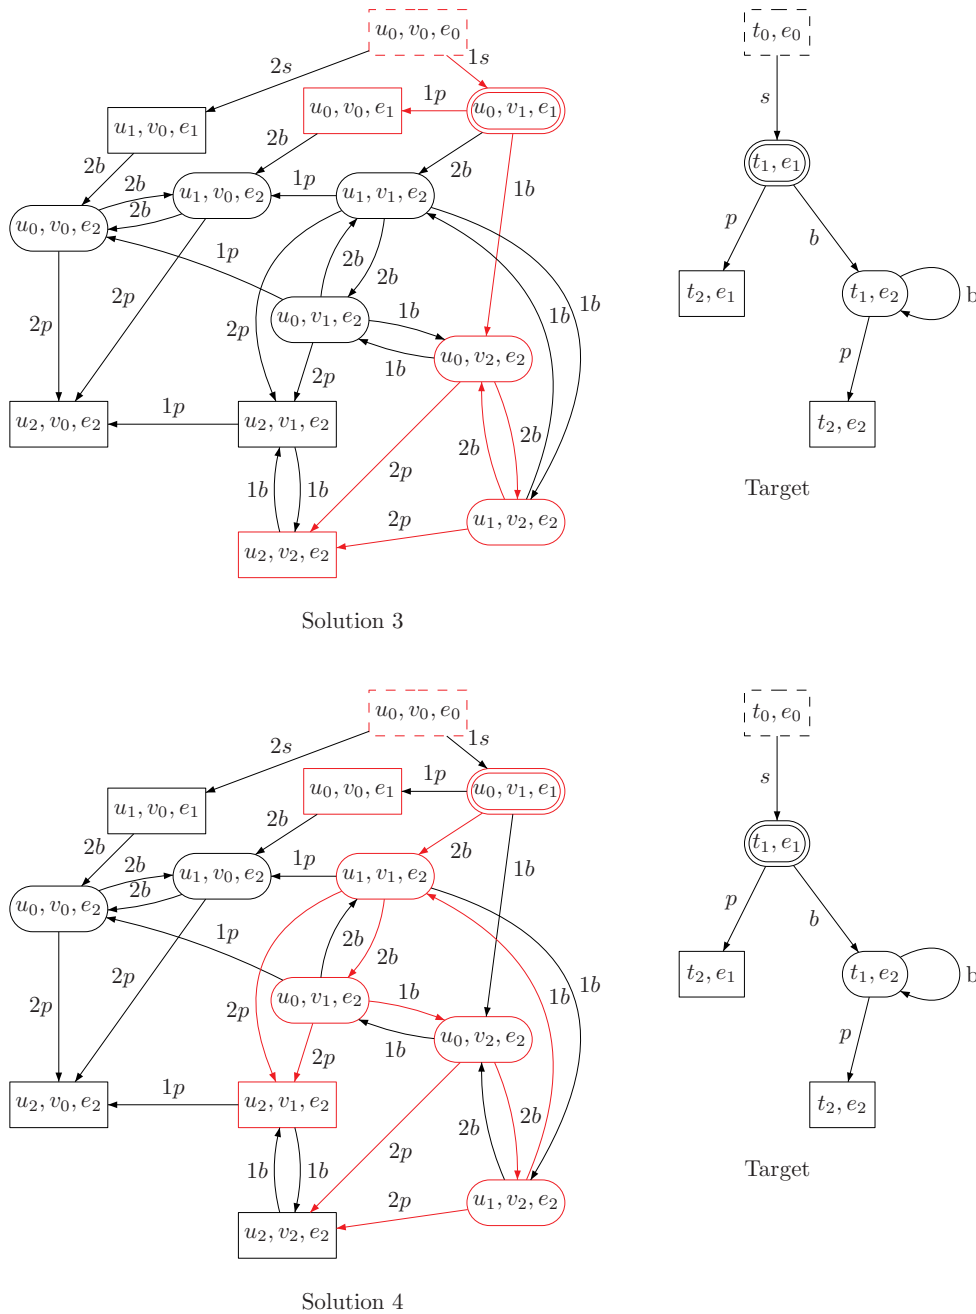 u0, v0, e0
t0, e0
2s
1s
s
u0, v0, e1
1p
u0, v1, e1
u1, v0, e1
2b
2b
1b
t1, e1
2b
2b
u1, v0, e2
1p
u1, v1, e2
p
b
u0, v0, e2
2b
1p
2b
2b
t2, e1
t1, e2
b
2p
2p
2p
u0, v1, e2
1b
1b
1b
2p
1b
u0, v2, e2
p
u2, v0, e2
1p
u2, v1, e2
t2, e2
2p
2b
2b
1b
1b
Target
2p
u1, v2, e2
u2, v2, e2
Solution 3
u0, v0, e0
t0, e0
2s
1s
s
u0, v0, e1
1p
u0, v1, e1
u1, v0, e1
2b
2b
1b
t1, e1
2b
2b
u1, v0, e2
1p
u1, v1, e2
p
b
u0, v0, e2
2b
1p
2b
2b
t2, e1
t1, e2
b
2p
2p
2p
u0, v1, e2
1b
1b
1b
2p
1b
u0, v2, e2
p
u2, v0, e2
1p
u2, v1, e2
t2, e2
2p
2b
2b
1b
1b
Target
2p
u1, v2, e2
u2, v2, e2
Solution 4